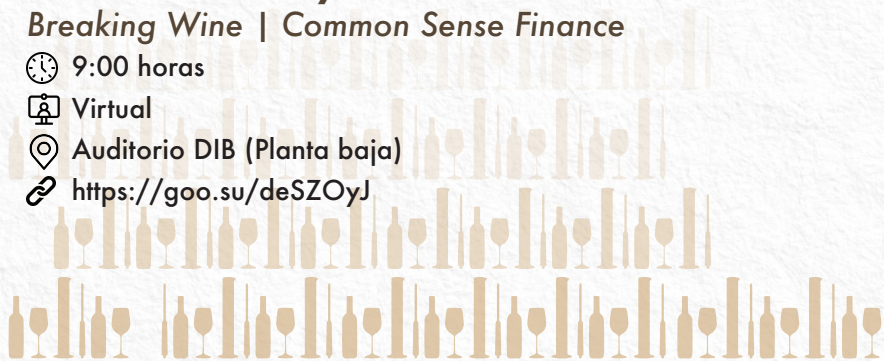 Breaking Wine | Common Sense Finance
9:00 horas
Virtual
Auditorio DIB (Planta baja)
https://goo.su/deSZOyJ